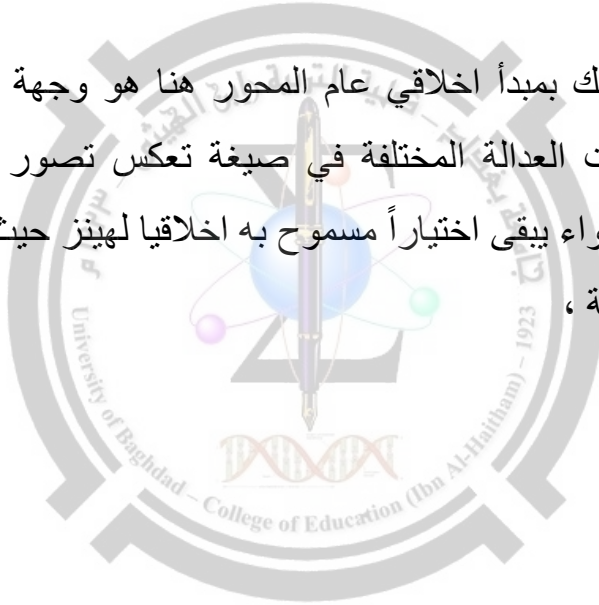 ك بمبدأ اخلاقي عام المحور هنا هو وجهة
ت العدالة المختلفة في صيغة تعكس تصور
واء يبقى اختياراً مسموح به اخلاقيا لهينز حيث
ة ،
University of Baghdad – College of Education (Ibn Al-Haitham) – 1923